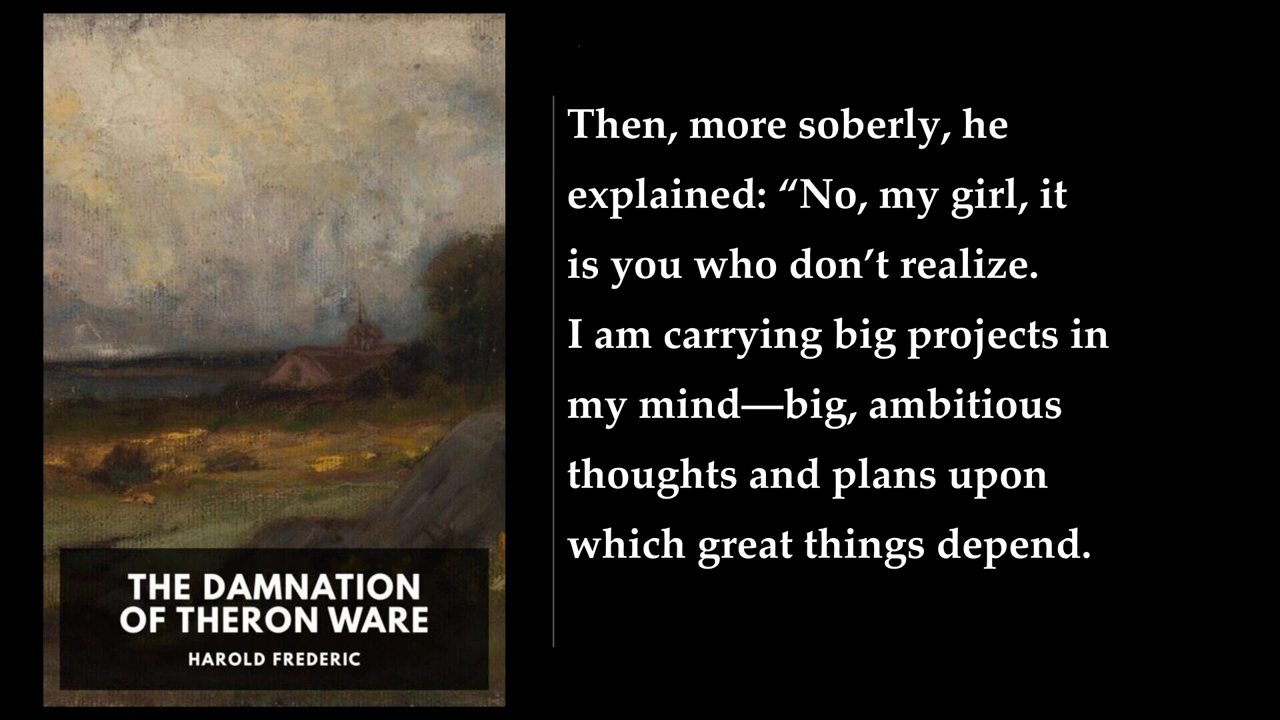 THE DAMNATION
OF THERON WARE
HAROLD FREDERIC
Then, more soberly, he
explained: “No, my girl, it
is you who don’t realize.
I am carrying big projects in
my mind—big, ambitious
thoughts and plans upon
which great things depend.